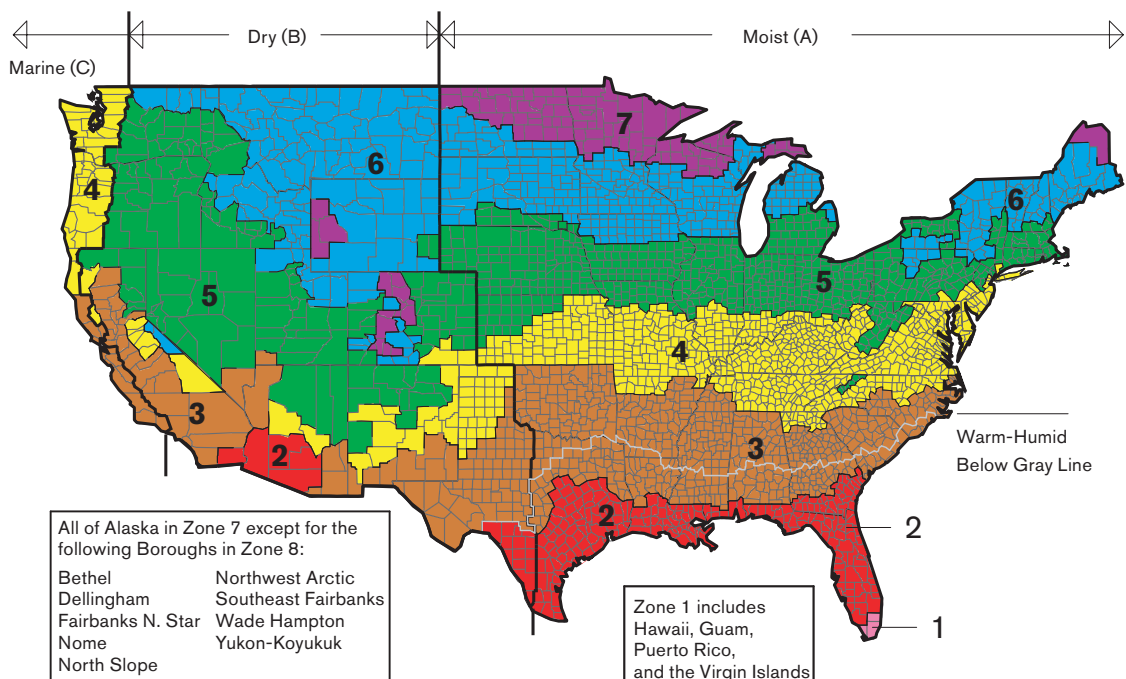 Marine (C)
Dry (B)
Moist (A)
7
6
4
6
5
5
4
3
3
2
2
Warm-Humid
Below Gray Line
2
1
All of Alaska in Zone 7 except for the
following Boroughs in Zone 8:
Bethel
Dellingham
Fairbanks N. Star
Nome
North Slope
Northwest Arctic
Southeast Fairbanks
Wade Hampton
Yukon-Koyukuk
Zone 1 includes
Hawaii, Guam,
Puerto Rico,
and the Virgin Islands